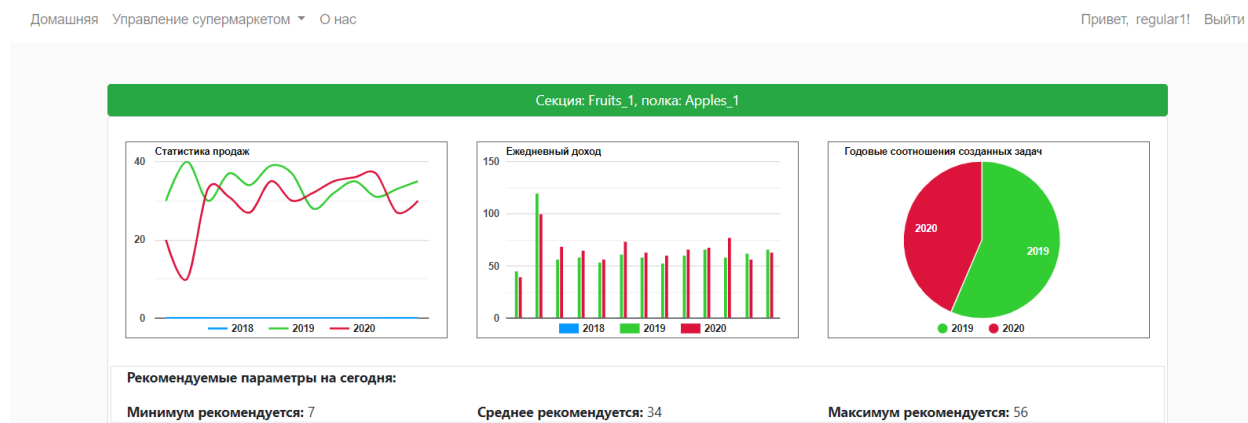 Домашняя Управление супермаркетом О нас Привет, regular1! Выйти
Секция: Fruits_1, полка: Apples_1
Статистика продаж
40
20
0
2018 2019 2020
Ежедневный доход
150
100
50
0
2018 2019 2020
Годовые соотношения созданных задач
2020
2019
2019 2020
Рекомендуемые параметры на сегодня:
Минимум рекомендуется: 7 Среднее рекомендуется: 34 Максимум рекомендуется: 56